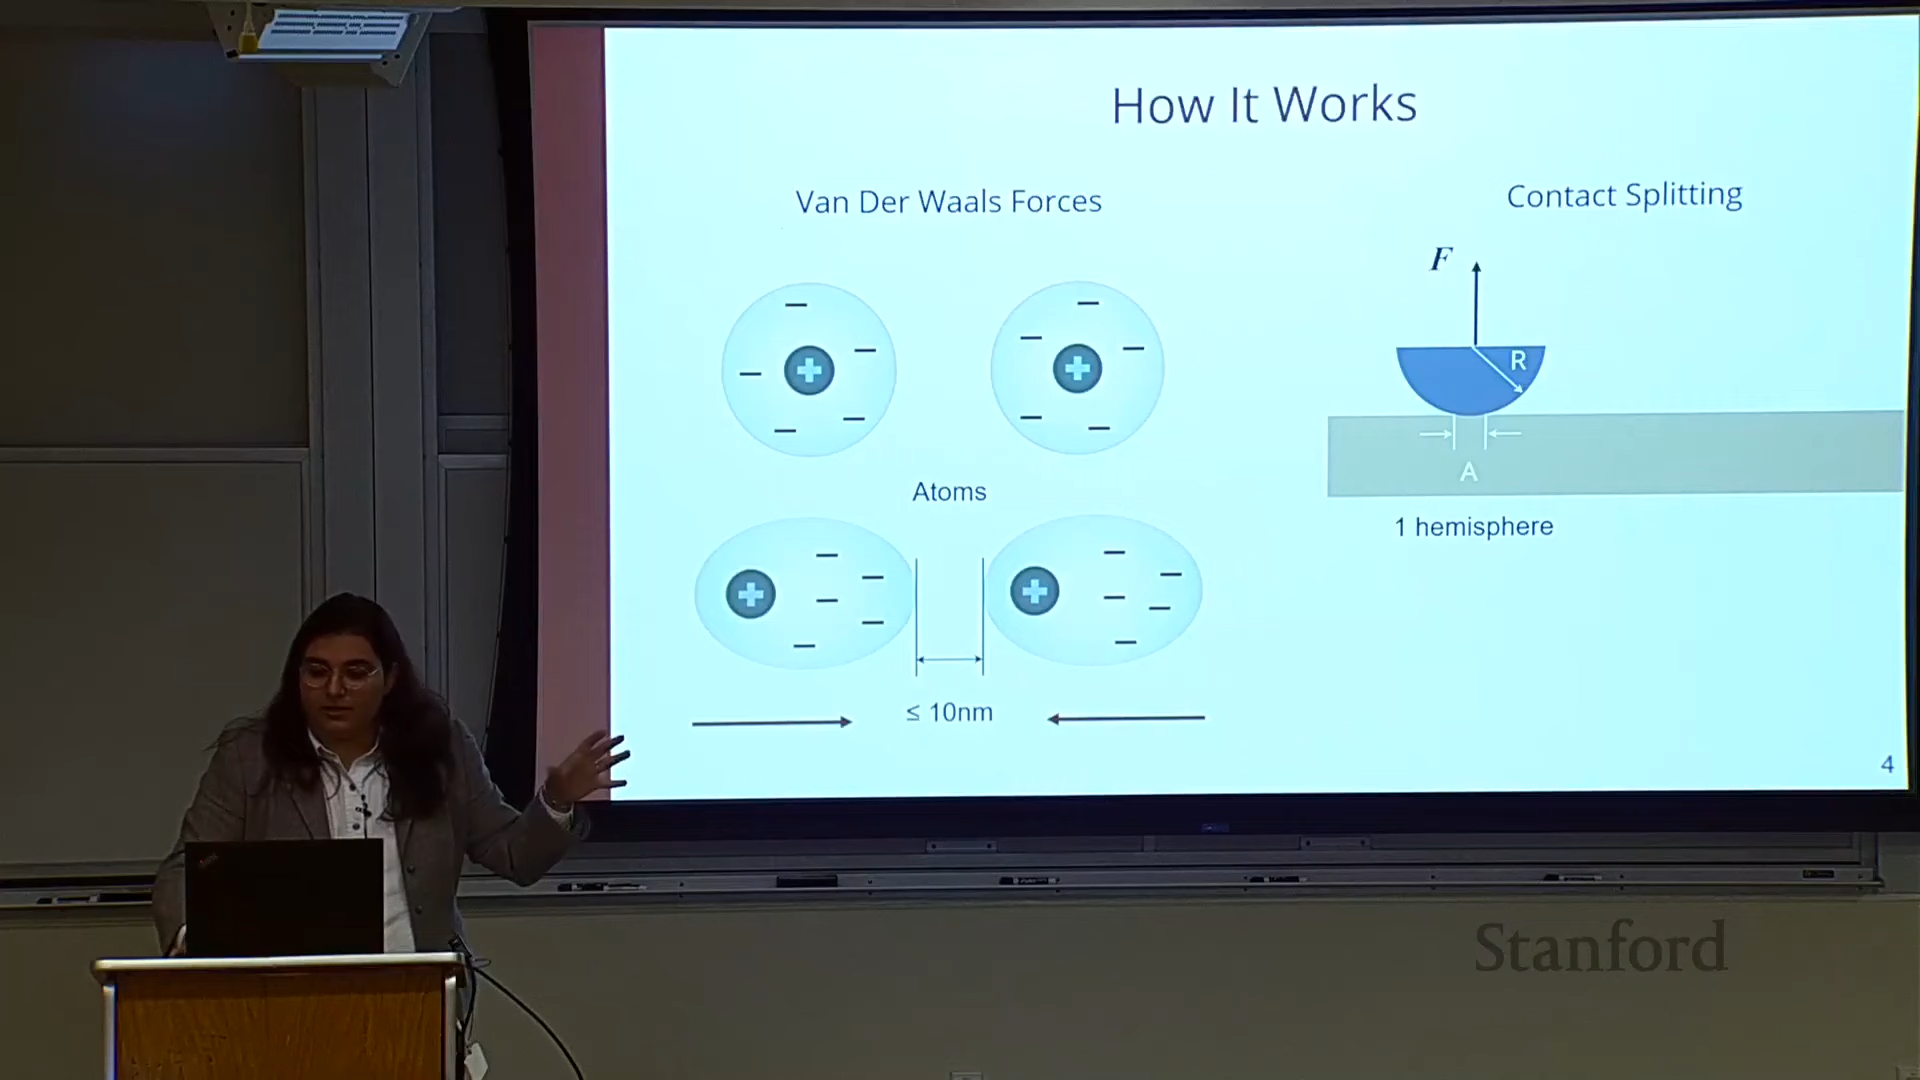 How It Works
Van Der Waals Forces
Atoms
≤ 10nm
Contact Splitting
F
R
A
1 hemisphere
4
Stanford